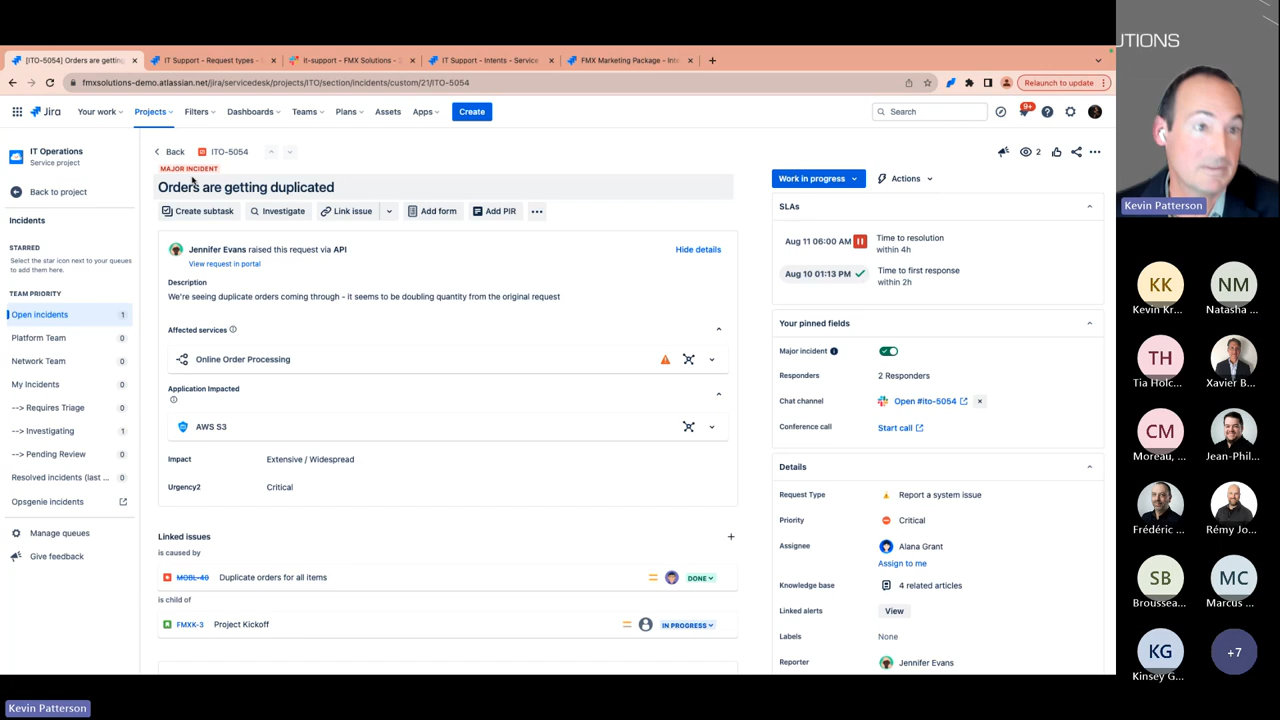 [ITO-5054] Orders are getting
IT Support - Request types -
it-support - FMX Solutions - 2
IT Support - Intents - Service
FMX Marketing Package - Inte
fmxsolutions-demo.atlassian.net/jira/servicedesk/projects/ITO/section/incidents/custom/21/ITO-5054
Relaunch to update
Jira
Your work
Projects
Filters
Dashboards
Teams
Plans
Assets
Apps
Create
Search
9+
IT Operations
Service project
Back to project
Incidents
STARRED
Select the star icon next to your queues
to add them here.
TEAM PRIORITY
Open incidents 1
Platform Team 0
Network Team 0
My Incidents 0
--> Requires Triage 0
--> Investigating 1
--> Pending Review 0
Resolved incidents (last ... 0
Opsgenie incidents
Manage queues
Give feedback
Back
ITO-5054
MAJOR INCIDENT
Orders are getting duplicated
Create subtask
Investigate
Link issue
Add form
Add PIR
Jennifer Evans raised this request via API
Hide details
View request in portal
Description
We're seeing duplicate orders coming through - it seems to be doubling quantity from the original request
Affected services
Online Order Processing
Application Impacted
AWS S3
Impact Extensive / Widespread
Urgency2 Critical
Linked issues
is caused by
MOBL-40 Duplicate orders for all items DONE
is child of
FMXK-3 Project Kickoff IN PROGRESS
2
Work in progress
Actions
SLAs
Aug 11 06:00 AM Time to resolution
within 4h
Aug 10 01:13 PM Time to first response
within 2h
Your pinned fields
Major incident
Responders 2 Responders
Chat channel Open #ito-5054
Conference call Start call
Details
Request Type Report a system issue
Priority Critical
Assignee Alana Grant
Assign to me
Knowledge base 4 related articles
Linked alerts View
Labels None
Reporter Jennifer Evans
UTIONS
Kevin Patterson
KK
Kevin Kr...
NM
Natasha ...
TH
Tia Holc...
Xavier B...
CM
Moreau, ...
Jean-Phil...
Frédéric ...
Rémy Jo...
SB
Broussea...
MC
Marcus ...
KG
Kinsey G...
+7
Kevin Patterson